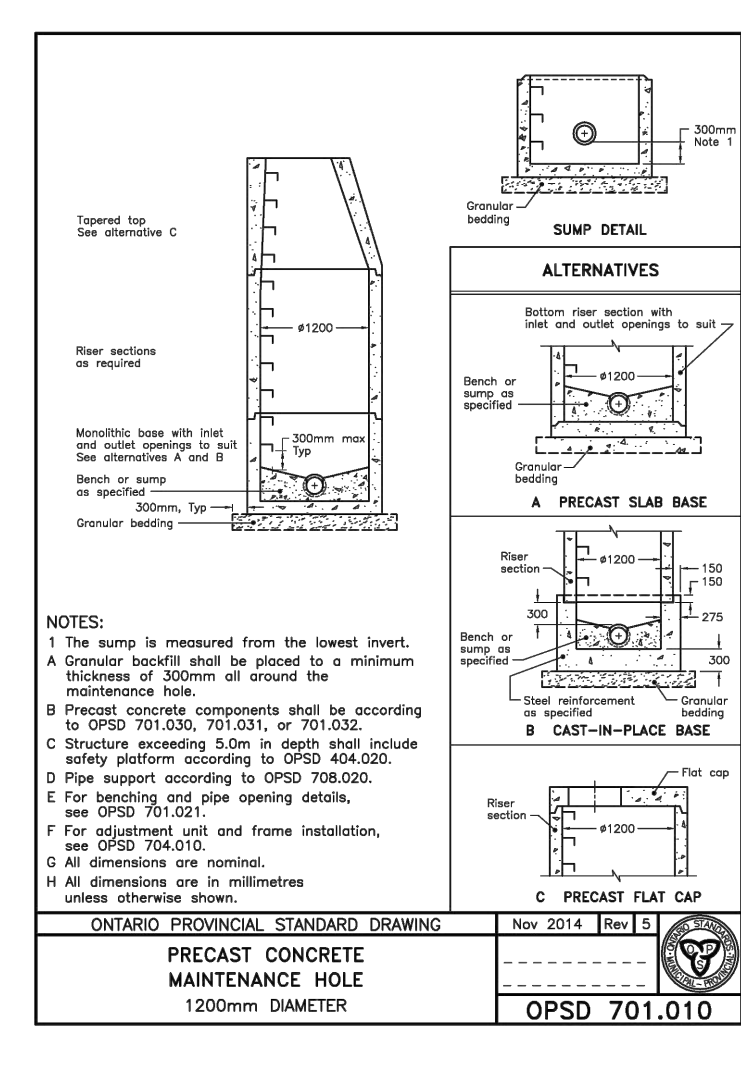 300mm
Note 1
Granular
bedding
SUMP DETAIL
Tapered top
See alternative C
ø1200
Riser sections
as required
Monolithic base with inlet
and outlet openings to suit
See alternatives A and B
300mm max
Typ
Bench or sump
as specified
300mm, Typ
Granular bedding
ALTERNATIVES
Bottom riser section with
inlet and outlet openings to suit
ø1200
Bench or
sump as
specified
Granular
bedding
A PRECAST SLAB BASE
Riser
section
ø1200
150
150
300
275
Bench or
sump as
specified
300
Steel reinforcement
as specified
Granular
bedding
B CAST-IN-PLACE BASE
Flat cap
Riser
section
ø1200
C PRECAST FLAT CAP
NOTES:
1 The sump is measured from the lowest invert.
A Granular backfill shall be placed to a minimum
thickness of 300mm all around the
maintenance hole.
B Precast concrete components shall be according
to OPSD 701.030, 701.031, or 701.032.
C Structure exceeding 5.0m in depth shall include
safety platform according to OPSD 404.020.
D Pipe support according to OPSD 708.020.
E For benching and pipe opening details,
see OPSD 701.021.
F For adjustment unit and frame installation,
see OPSD 704.010.
G All dimensions are nominal.
H All dimensions are in millimetres
unless otherwise shown.
ONTARIO PROVINCIAL STANDARD DRAWING
Nov 2014 Rev 5
PRECAST CONCRETE
MAINTENANCE HOLE
1200mm DIAMETER
ONTARIO STANDARDS
MUNICIPAL - PROVINCIAL
O P S
OPSD 701.010